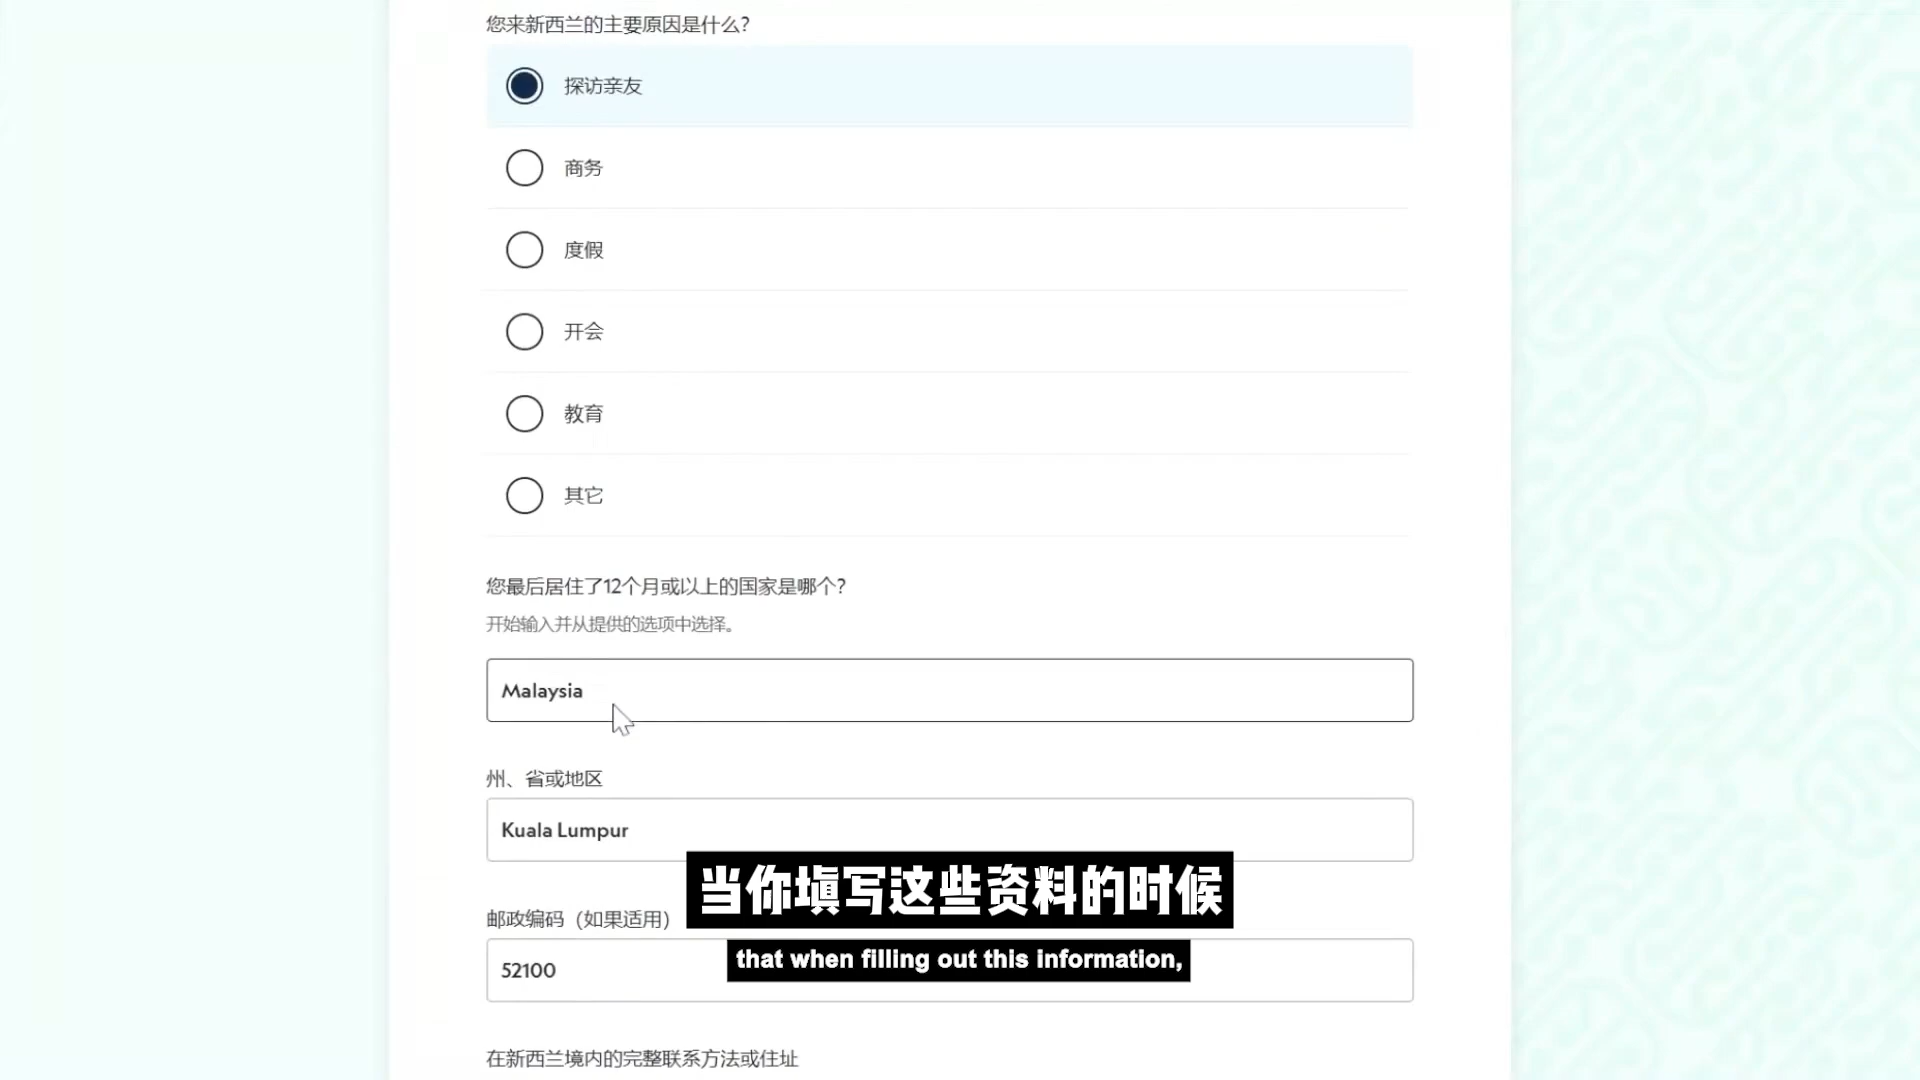 您来新西兰的主要原因是什么?
探访亲友
商务
度假
开会
教育
其它
您最后居住了12个月或以上的国家是哪个?
开始输入并从提供的选项中选择。
Malaysia
州、省或地区
Kuala Lumpur
当你填写这些资料的时候
邮政编码（如果适用）
that when filling out this information,
52100
在新西兰境内的完整联系方法或住址